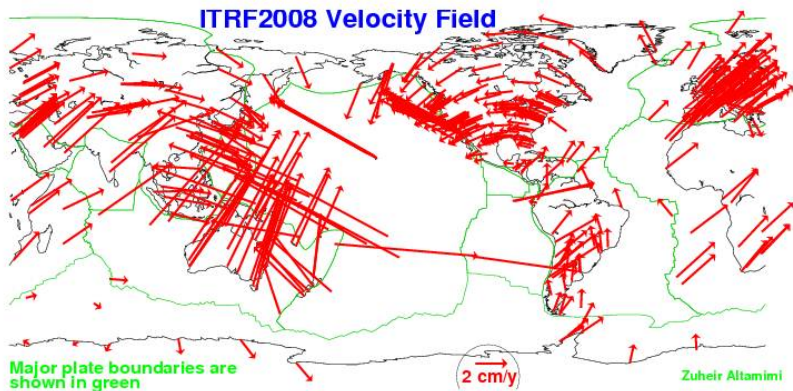 ITRF2008 Velocity Field
Major plate boundaries are
shown in green
2 cm/y
Zuheir Altamimi